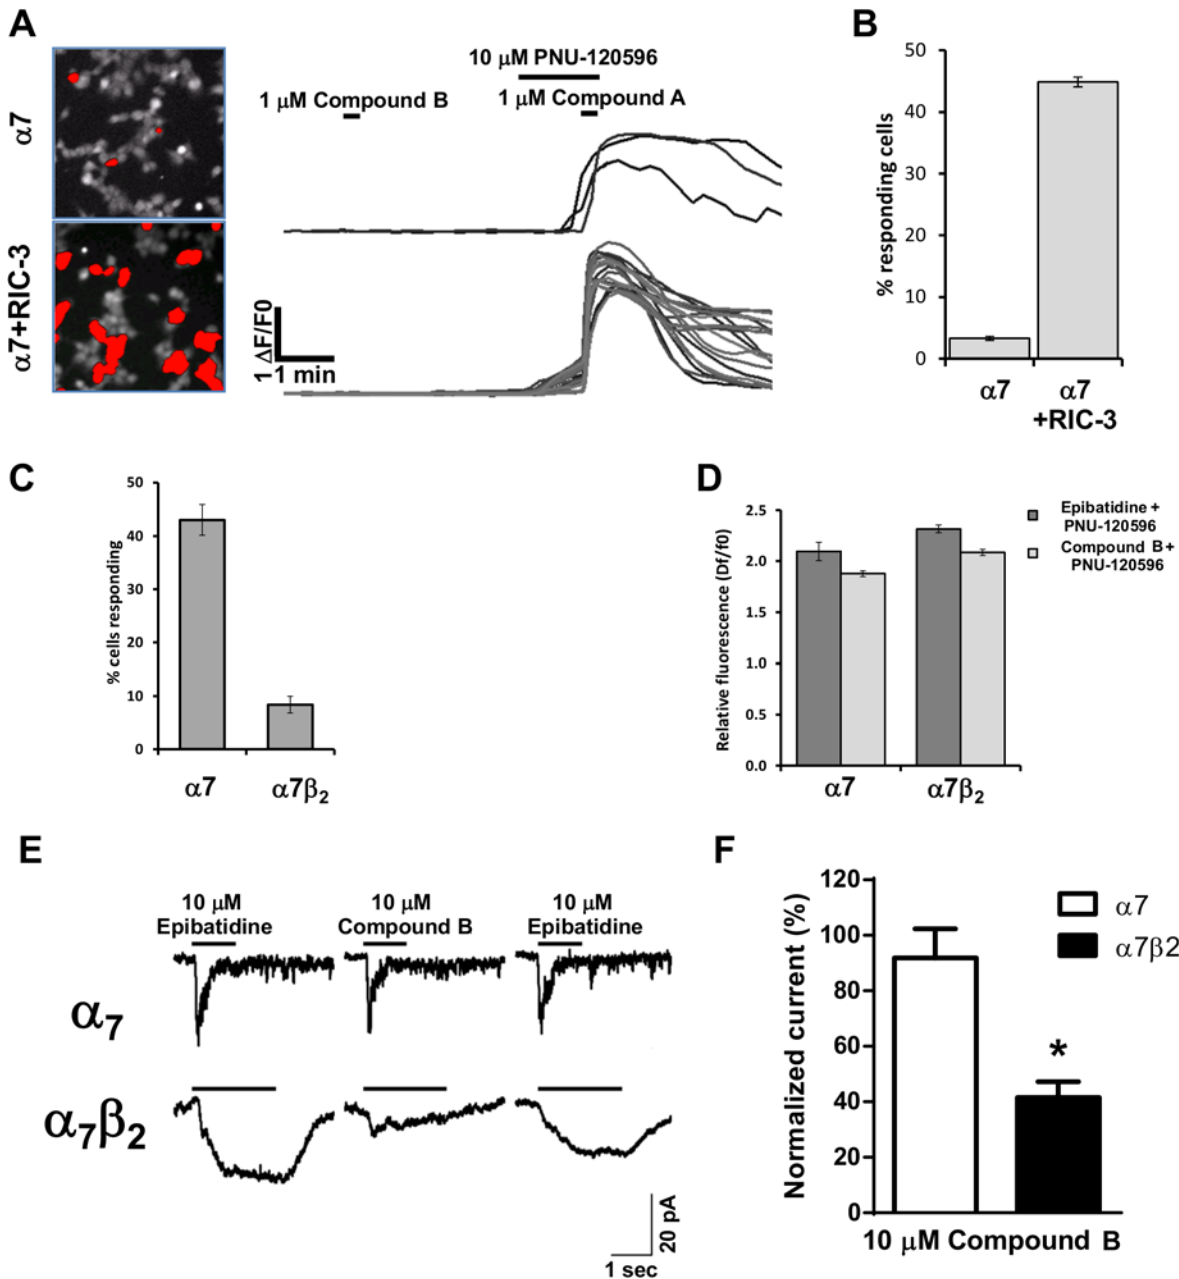 A
α7
α7+RIC-3
1 μM Compound B
10 μM PNU-120596
1 μM Compound A
1 ΔF/F0
1 min
B
% responding cells
50
40
30
20
10
0
α7
α7
+RIC-3
C
% cells responding
50
40
30
20
10
0
α7
α7β2
D
Relative fluorescence (Df/f0)
2.5
2.0
1.5
1.0
0.5
0.0
α7
α7β2
Epibatidine +
PNU-120596
Compound B+
PNU-120596
E
10 μM
Epibatidine
10 μM
Compound B
10 μM
Epibatidine
α7
α7β2
20 pA
1 sec
F
Normalized current (%)
120
100
80
60
40
20
0
α7
α7β2
*
10 μM Compound B